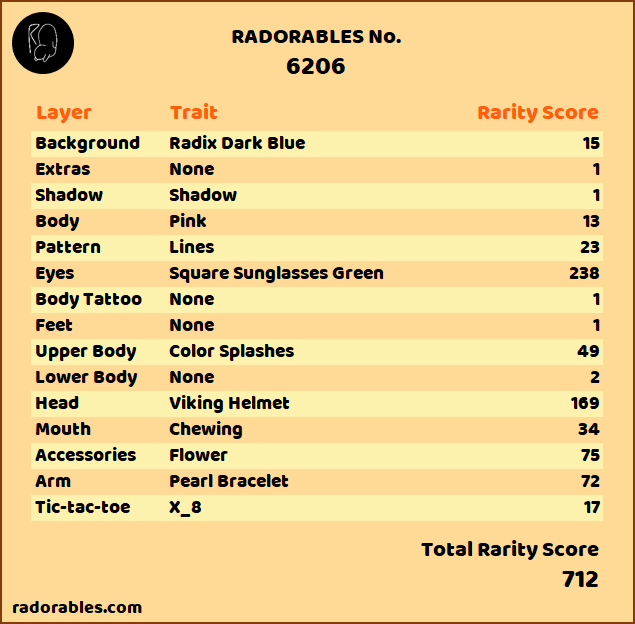 RADORABLES No.
6206
Layer Trait Rarity Score
Background Radix Dark Blue 15
Extras None 1
Shadow Shadow 1
Body Pink 13
Pattern Lines 23
Eyes Square Sunglasses Green 238
Body Tattoo None 1
Feet None 1
Upper Body Color Splashes 49
Lower Body None 2
Head Viking Helmet 169
Mouth Chewing 34
Accessories Flower 75
Arm Pearl Bracelet 72
Tic-tac-toe X_8 17
Total Rarity Score
712
radorables.com